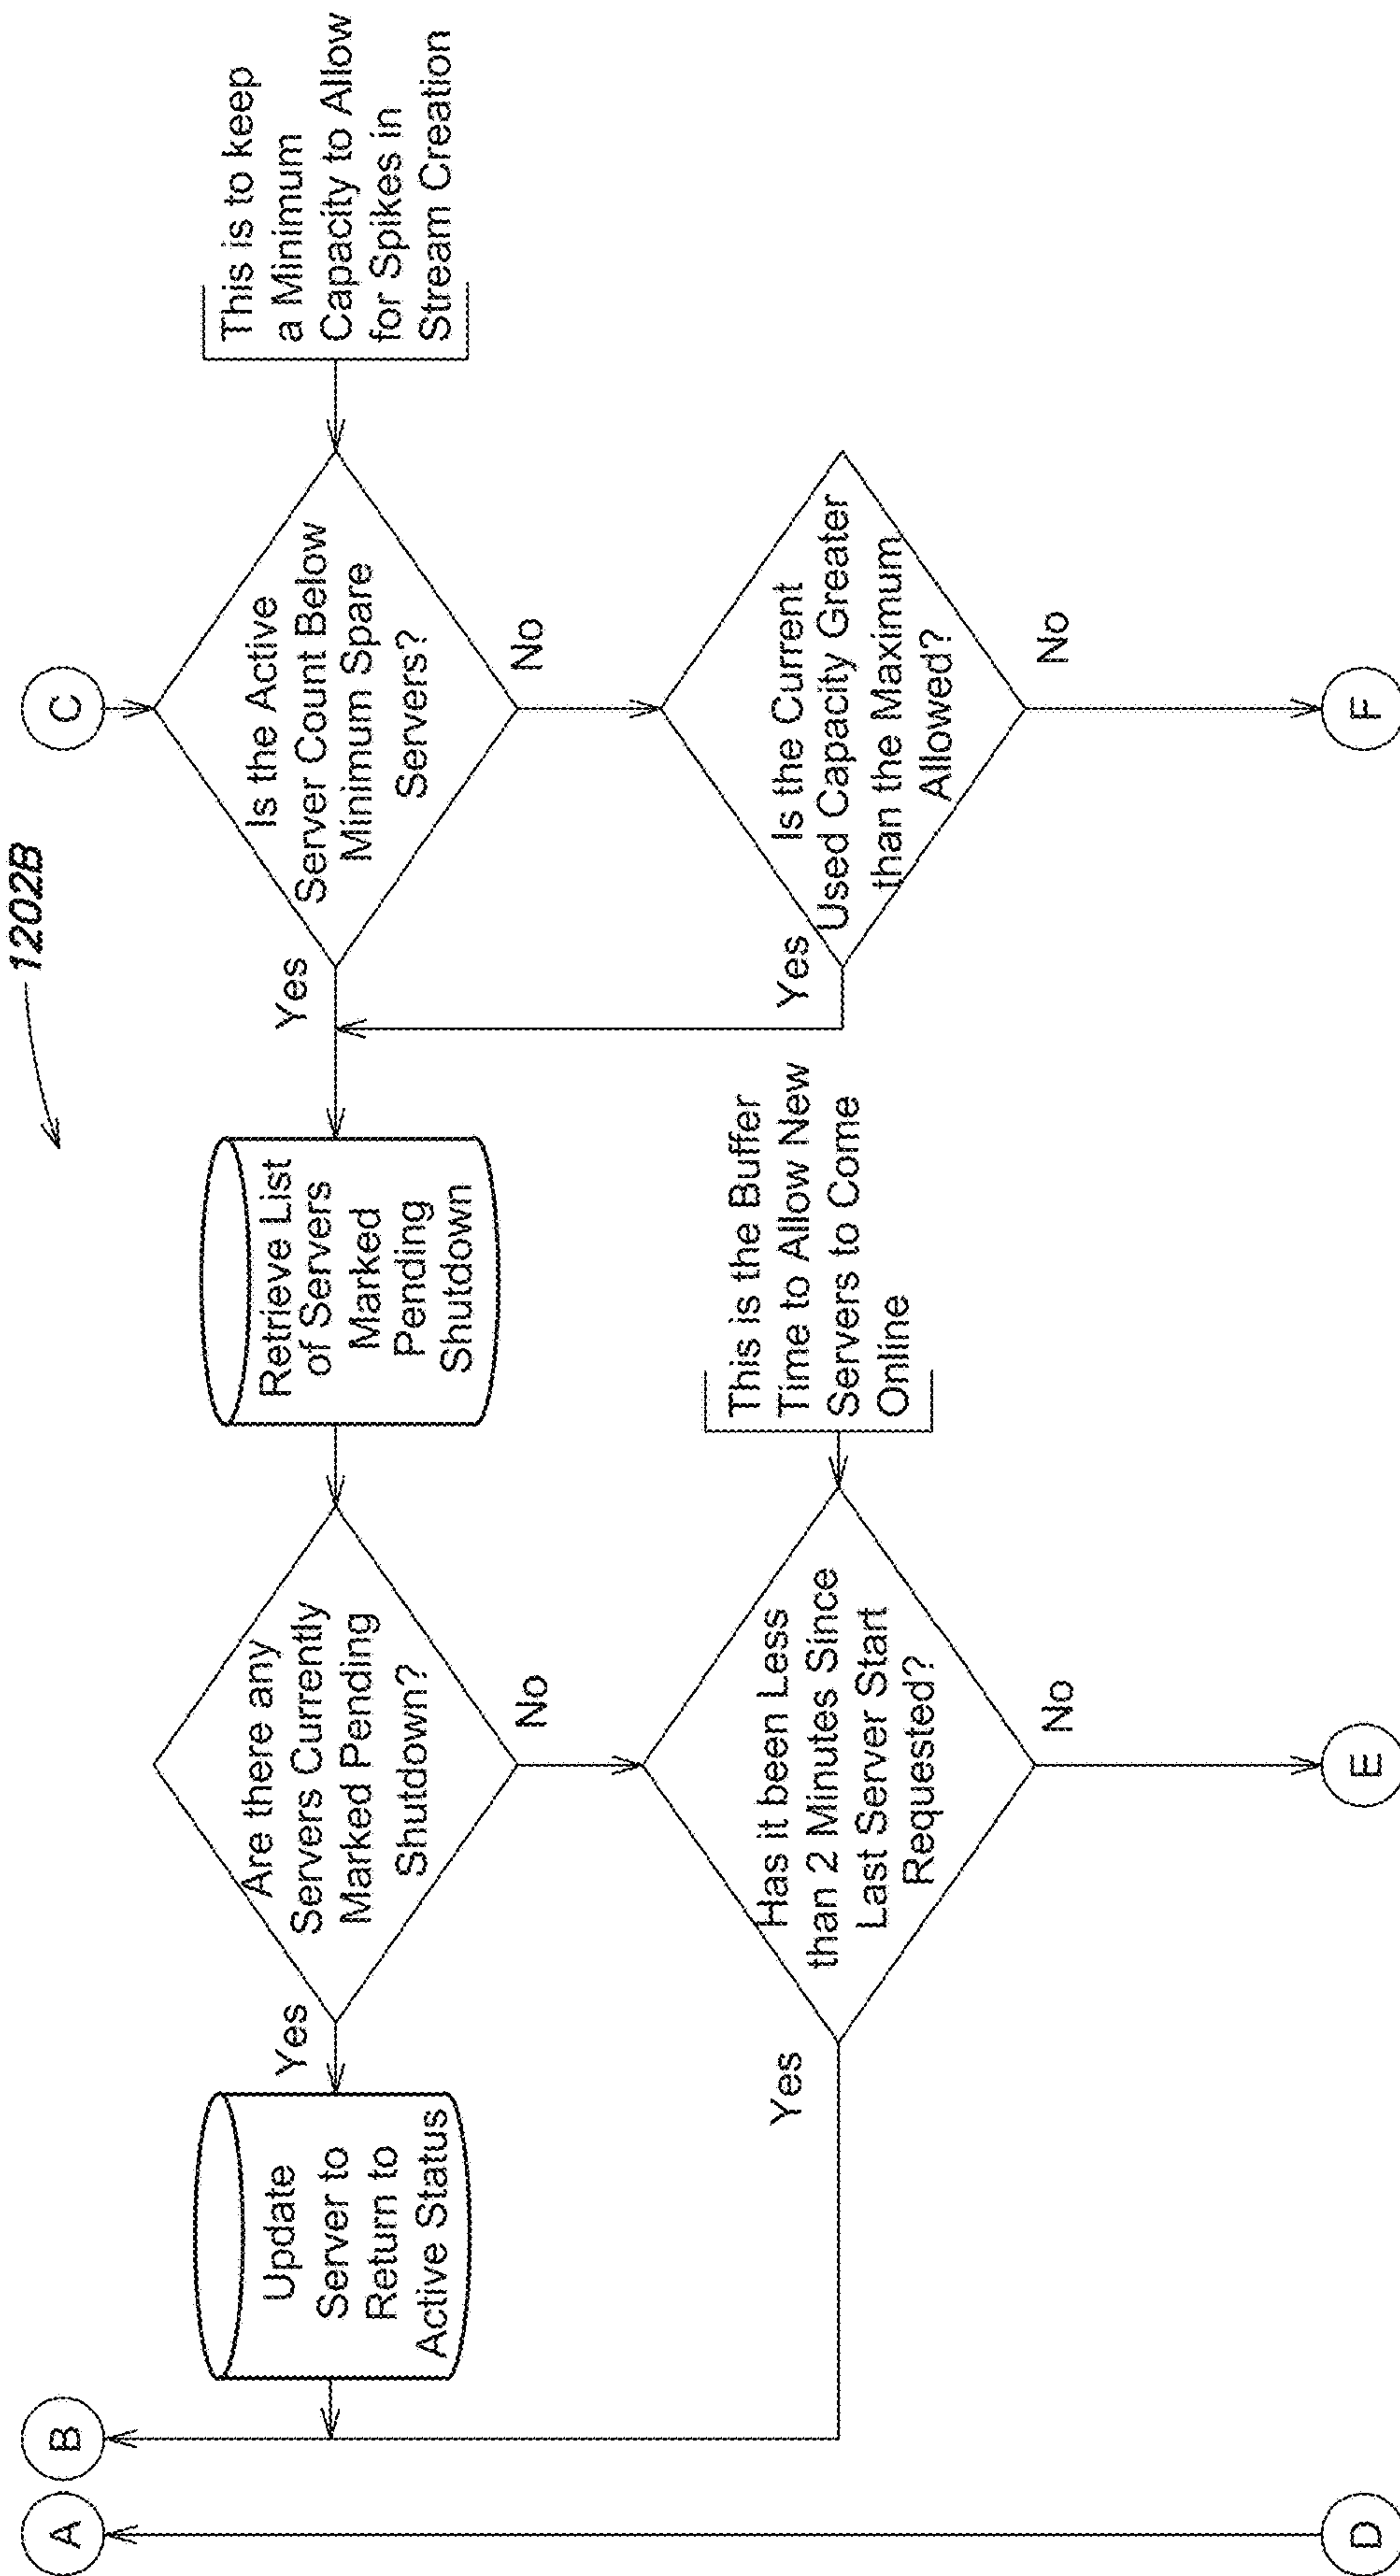 1202B
A
B
C
Update
Server to
Return to
Active Status
Yes
Are there any
Servers Currently
Marked Pending
Shutdown?
No
Retrieve List
of Servers
Marked
Pending
Shutdown
Yes
Is the Active
Server Count Below
Minimum Spare
Servers?
No
This is to keep
a Minimum
Capacity to Allow
for Spikes in
Stream Creation
Yes
Has it been Less
than 2 Minutes Since
Last Server Start
Requested?
No
This is the Buffer
Time to Allow New
Servers to Come
Online
Yes
Is the Current
Used Capacity Greater
than the Maximum
Allowed?
No
D
E
F